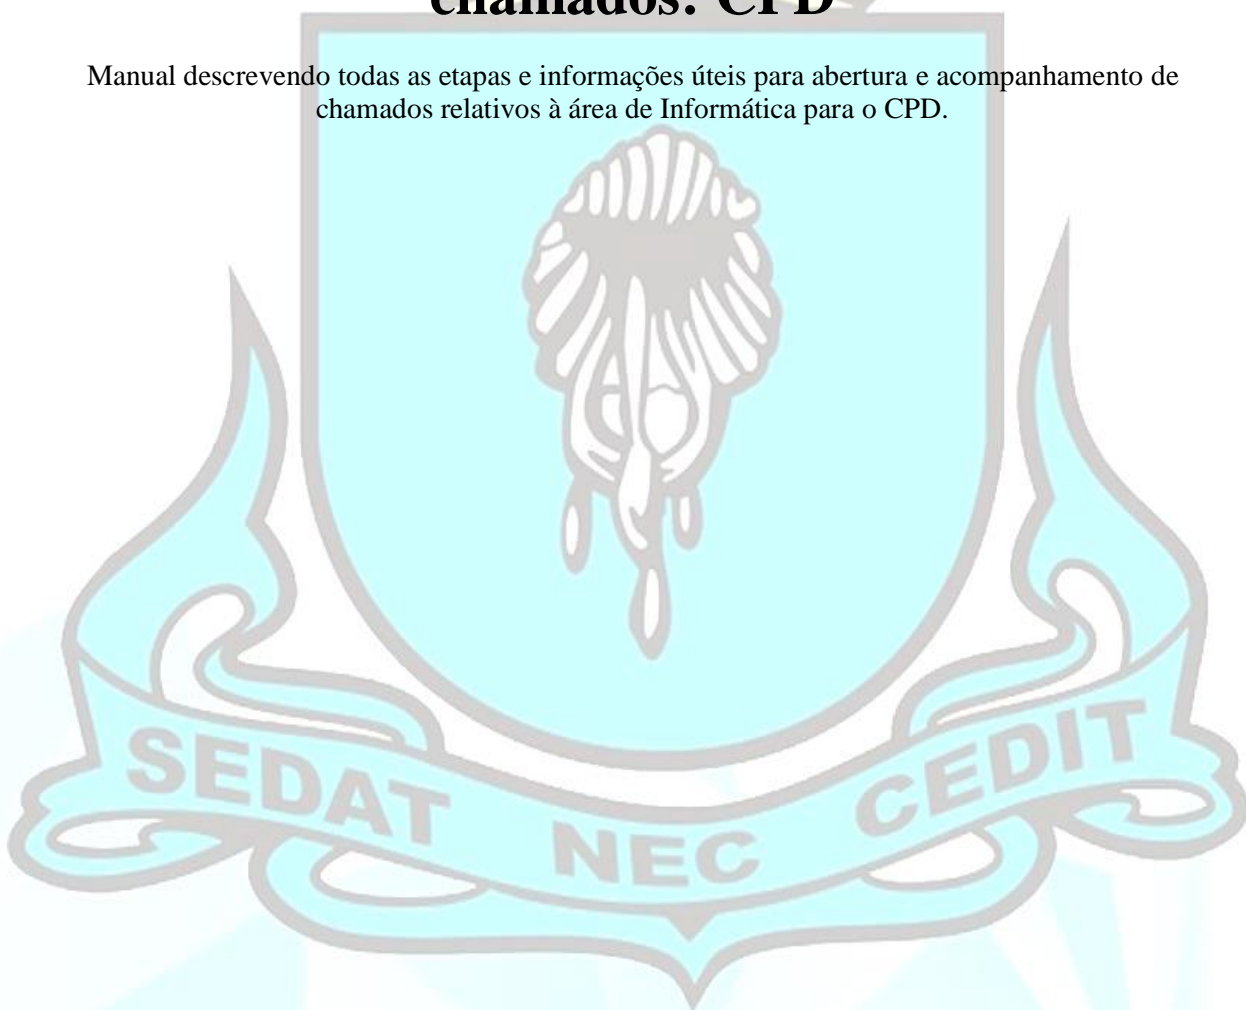 chamados: CPD
Manual descrevendo todas as etapas e informações úteis para abertura e acompanhamento de
chamados relativos à área de Informática para o CPD.
SEDAT NEC CEDIT